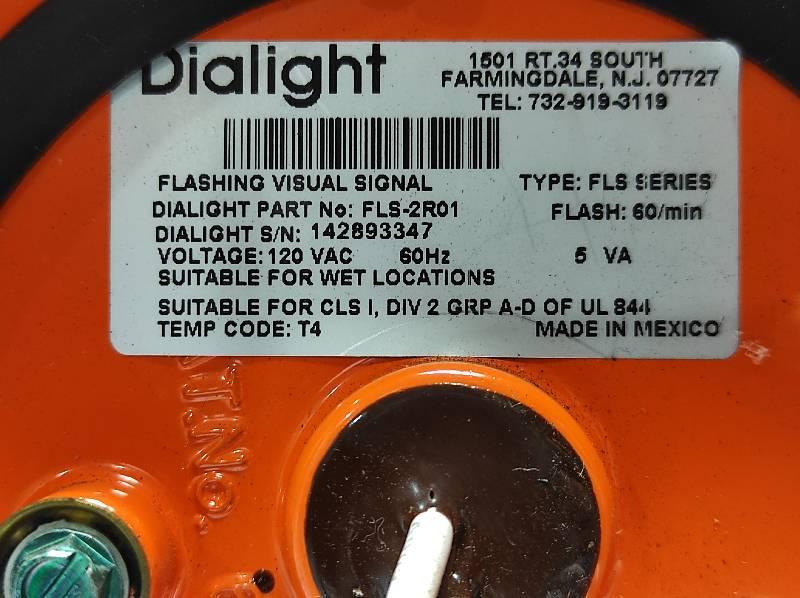 Dialight
1501 RT.34 SOUTH
FARMINGDALE, N.J. 07727
TEL: 732-919-3119
FLASHING VISUAL SIGNAL TYPE: FLS SERIES
DIALIGHT PART No: FLS-2R01 FLASH: 60/min
DIALIGHT S/N: 142893347
VOLTAGE: 120 VAC 60Hz 5 VA
SUITABLE FOR WET LOCATIONS
SUITABLE FOR CLS I, DIV 2 GRP A-D OF UL 844
TEMP CODE: T4 MADE IN MEXICO
AT.No.